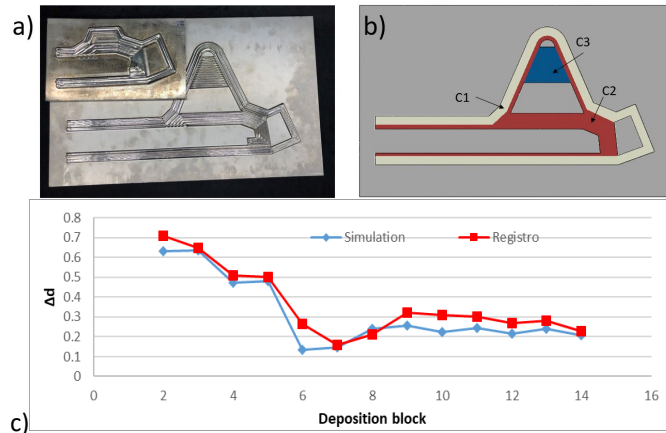 a)
b)
C3
C1
C2
0.8
0.7
0.6
0.5
0.4
0.3
0.2
0.1
0
Δd
Simulation
Registro
0 2 4 6 8 10 12 14 16
Deposition block
c)